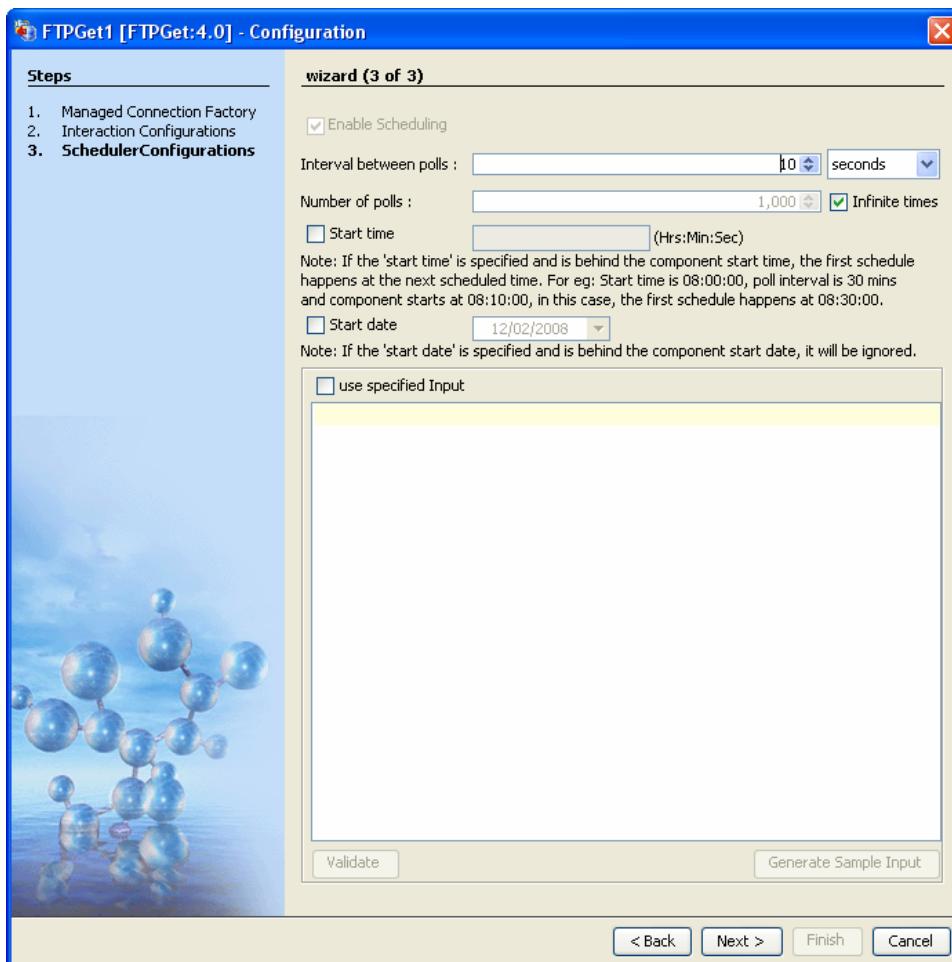 FTPGet1 [FTPGet:4.0] - Configuration
Steps
1. Managed Connection Factory
2. Interaction Configurations
3. SchedulerConfigurations
wizard (3 of 3)
Enable Scheduling
Interval between polls : 10 seconds
Number of polls : 1,000 Infinite times
Start time (Hrs:Min:Sec)
Note: If the 'start time' is specified and is behind the component start time, the first schedule
happens at the next scheduled time. For eg: Start time is 08:00:00, poll interval is 30 mins
and component starts at 08:10:00, in this case, the first schedule happens at 08:30:00.
Start date 12/02/2008
Note: If the 'start date' is specified and is behind the component start date, it will be ignored.
use specified Input
Validate Generate Sample Input
< Back Next > Finish Cancel